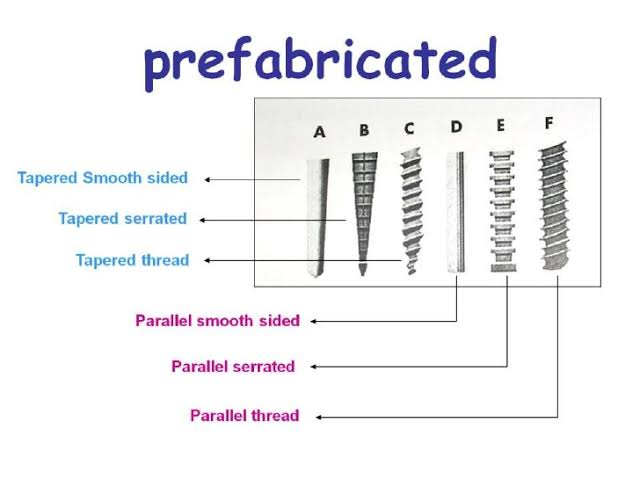 prefabricated
A B C D E F
Tapered Smooth sided
Tapered serrated
Tapered thread
Parallel smooth sided
Parallel serrated
Parallel thread